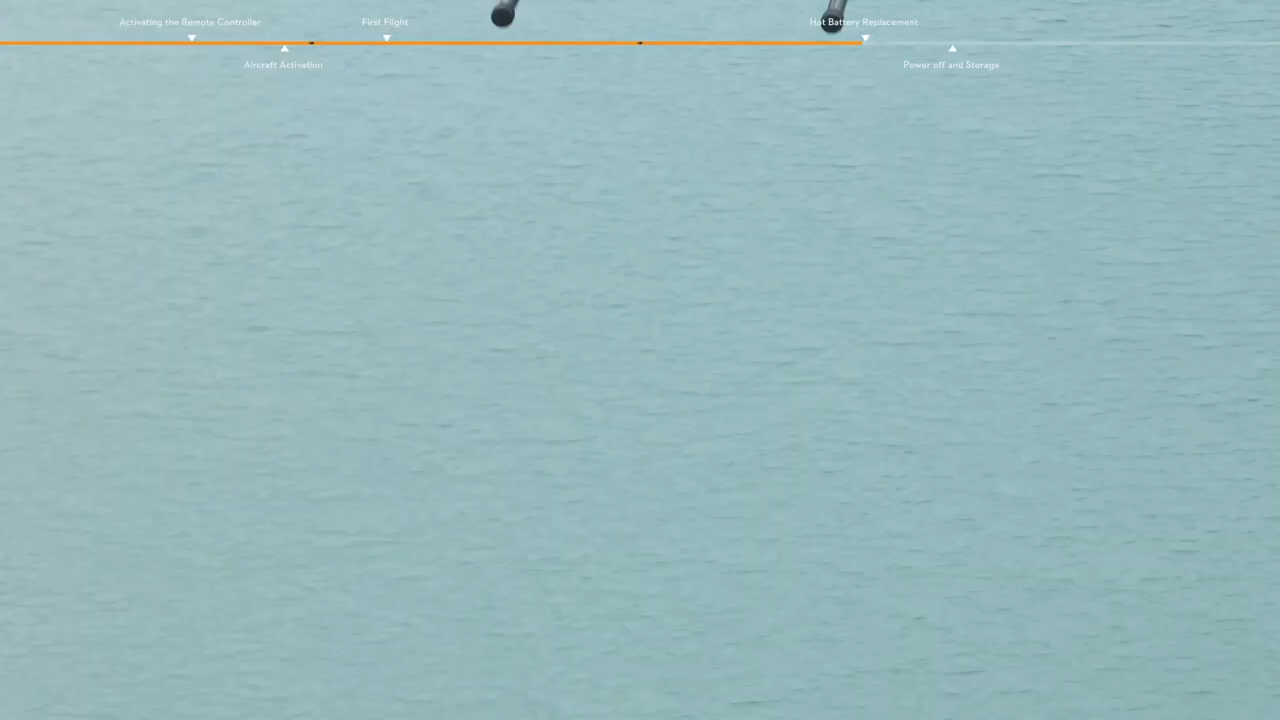 Activating the Remote Controller
First Flight
Hot Battery Replacement
Aircraft Activation
Power off and Storage